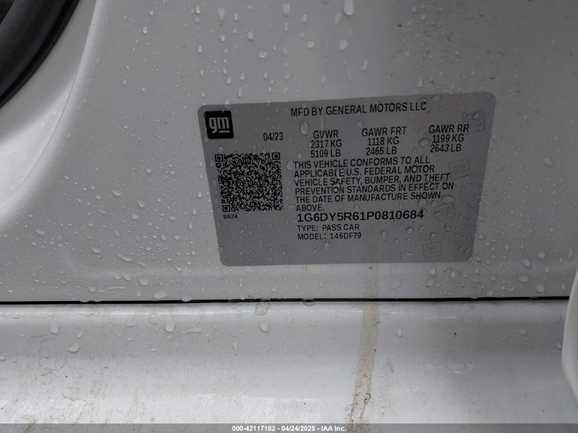 MFD BY GENERAL MOTORS LLC
gm
04/23
GVWR GAWR FRT GAWR RR
2317 KG 1118 KG 1199 KG
5109 LB 2465 LB 2643 LB
THIS VEHICLE CONFORMS TO ALL
APPLICABLE U.S. FEDERAL MOTOR
VEHICLE SAFETY, BUMPER, AND THEFT
PREVENTION STANDARDS IN EFFECT ON
THE DATE OF MANUFACTURE SHOWN
ABOVE.
1G6DY5R61P0810684
TYPE: PASS CAR
MODEL: 146DF79
000-42117182 - 04/24/2025 - IAA Inc.